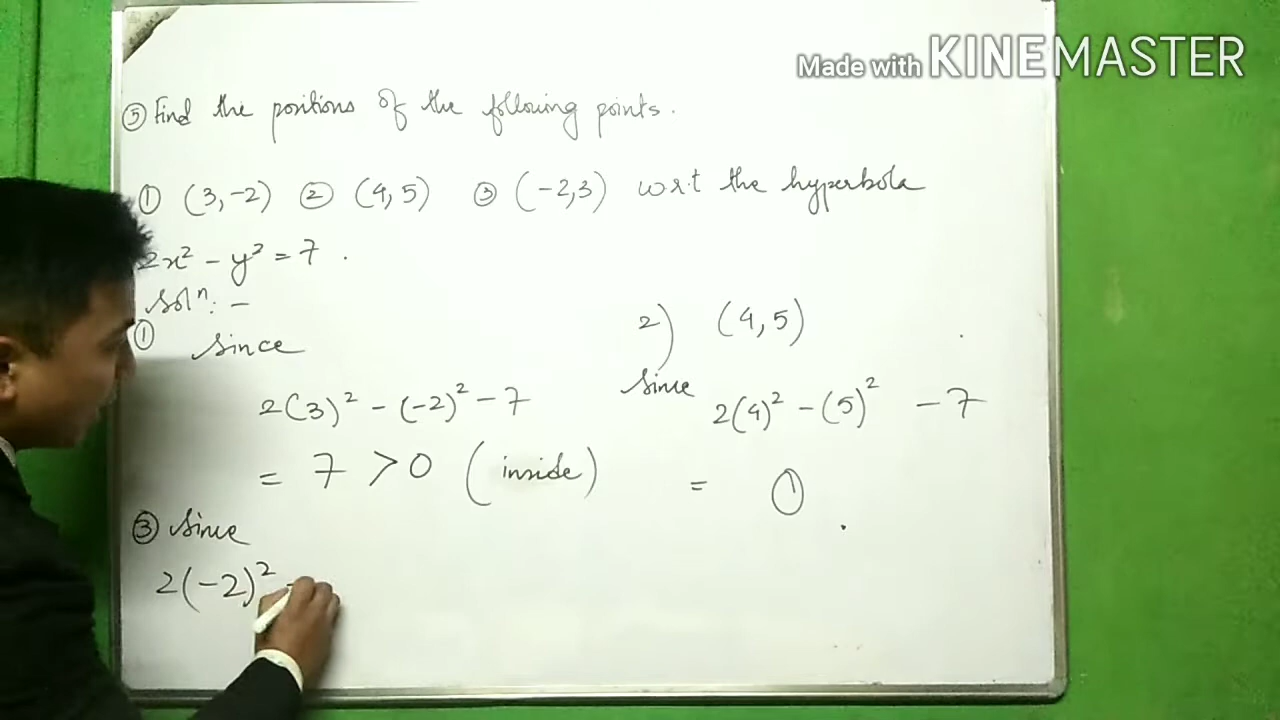 Made with KINEMASTER
⑤ Find the positions of the following points.
① (3,-2) ② (4,5) ③ (-2,3) w.r.t the hyperbola
2x² - y² = 7 .
Solⁿ: -
① Since
2(3)² - (-2)² - 7
= 7 > 0 (inside)
2) (4,5)
Since
2(4)² - (5)² - 7
= 0
③ Since
2(-2)² -